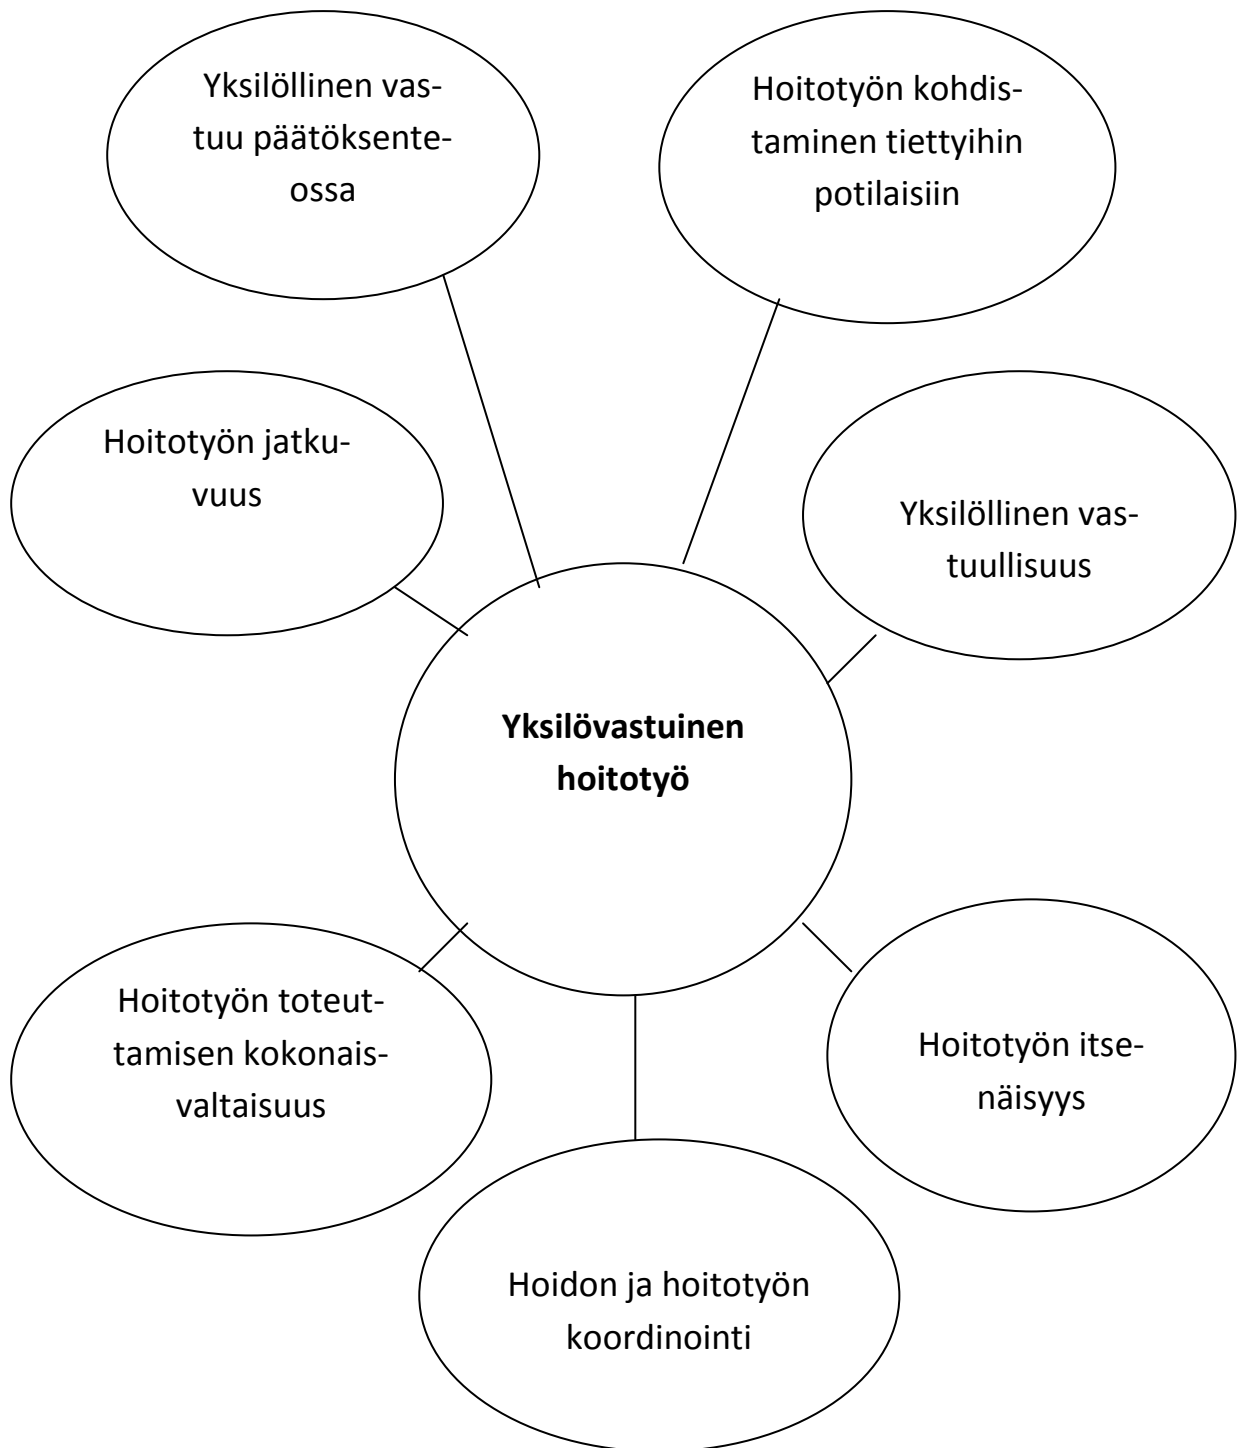 Yksilöllinen vas-
tuu päätöksente-
ossa
Hoitotyön kohdis-
taminen tiettyihin
potilaisiin
Hoitotyön jatku-
vuus
Yksilöllinen vas-
tuullisuus
Yksilövastuinen
hoitotyö
Hoitotyön toteut-
tamisen kokonais-
valtaisuus
Hoitotyön itse-
näisyys
Hoidon ja hoitotyön
koordinointi